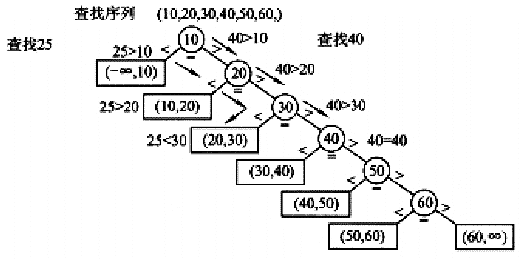 查找序列 (10,20,30,40,50,60,)
查找25
查找40
10
25>10
40>10
< = >
(-∞,10)
20
40>20
< = >
25>20
(10,20)
30
40>30
< = >
25<30
(20,30)
40
40=40
< = >
(30,40)
50
< = >
(40,50)
60
< >
(50,60)
(60,∞)